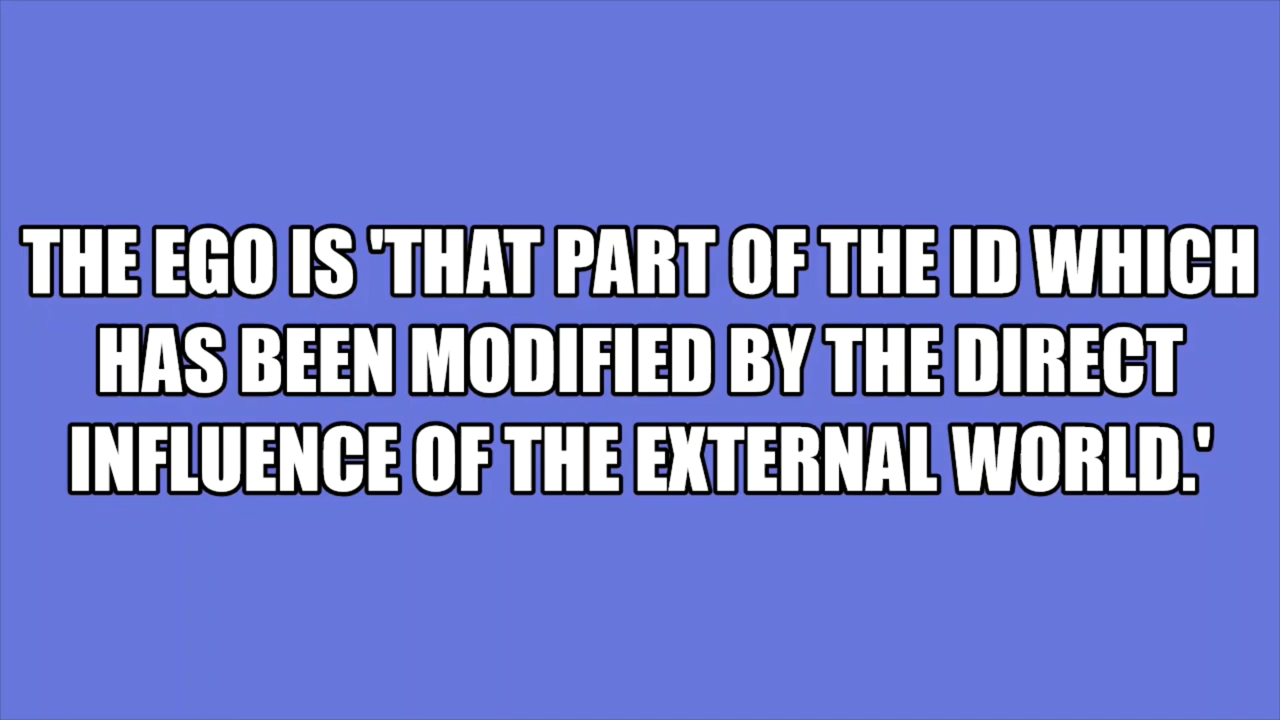 THE EGO IS 'THAT PART OF THE ID WHICH
HAS BEEN MODIFIED BY THE DIRECT
INFLUENCE OF THE EXTERNAL WORLD.'